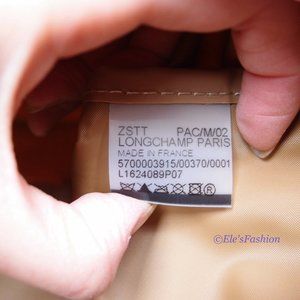 ZSTT PAC/M/02
LONGCHAMP PARIS
MADE IN FRANCE
5700003915/00370/0001
L1624089P07
©Ele'sFashion